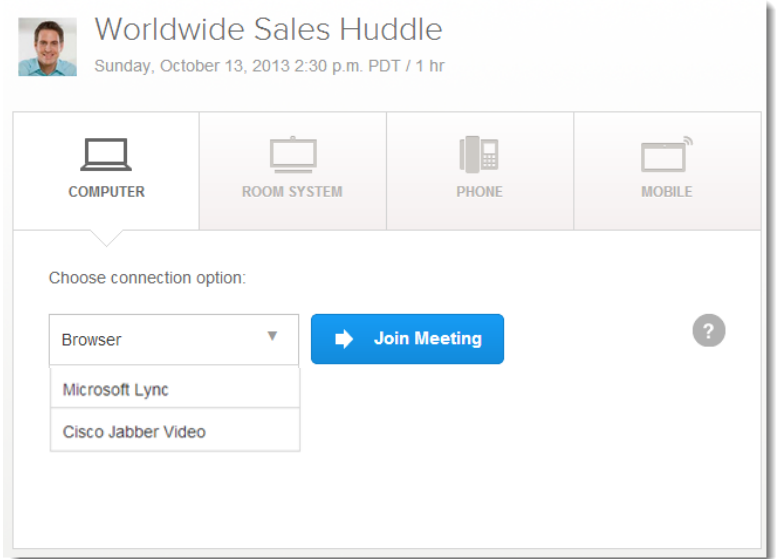 Worldwide Sales Huddle
Sunday, October 13, 2013 2:30 p.m. PDT / 1 hr
COMPUTER
ROOM SYSTEM
PHONE
MOBILE
Choose connection option:
Browser
Join Meeting
?
Microsoft Lync
Cisco Jabber Video